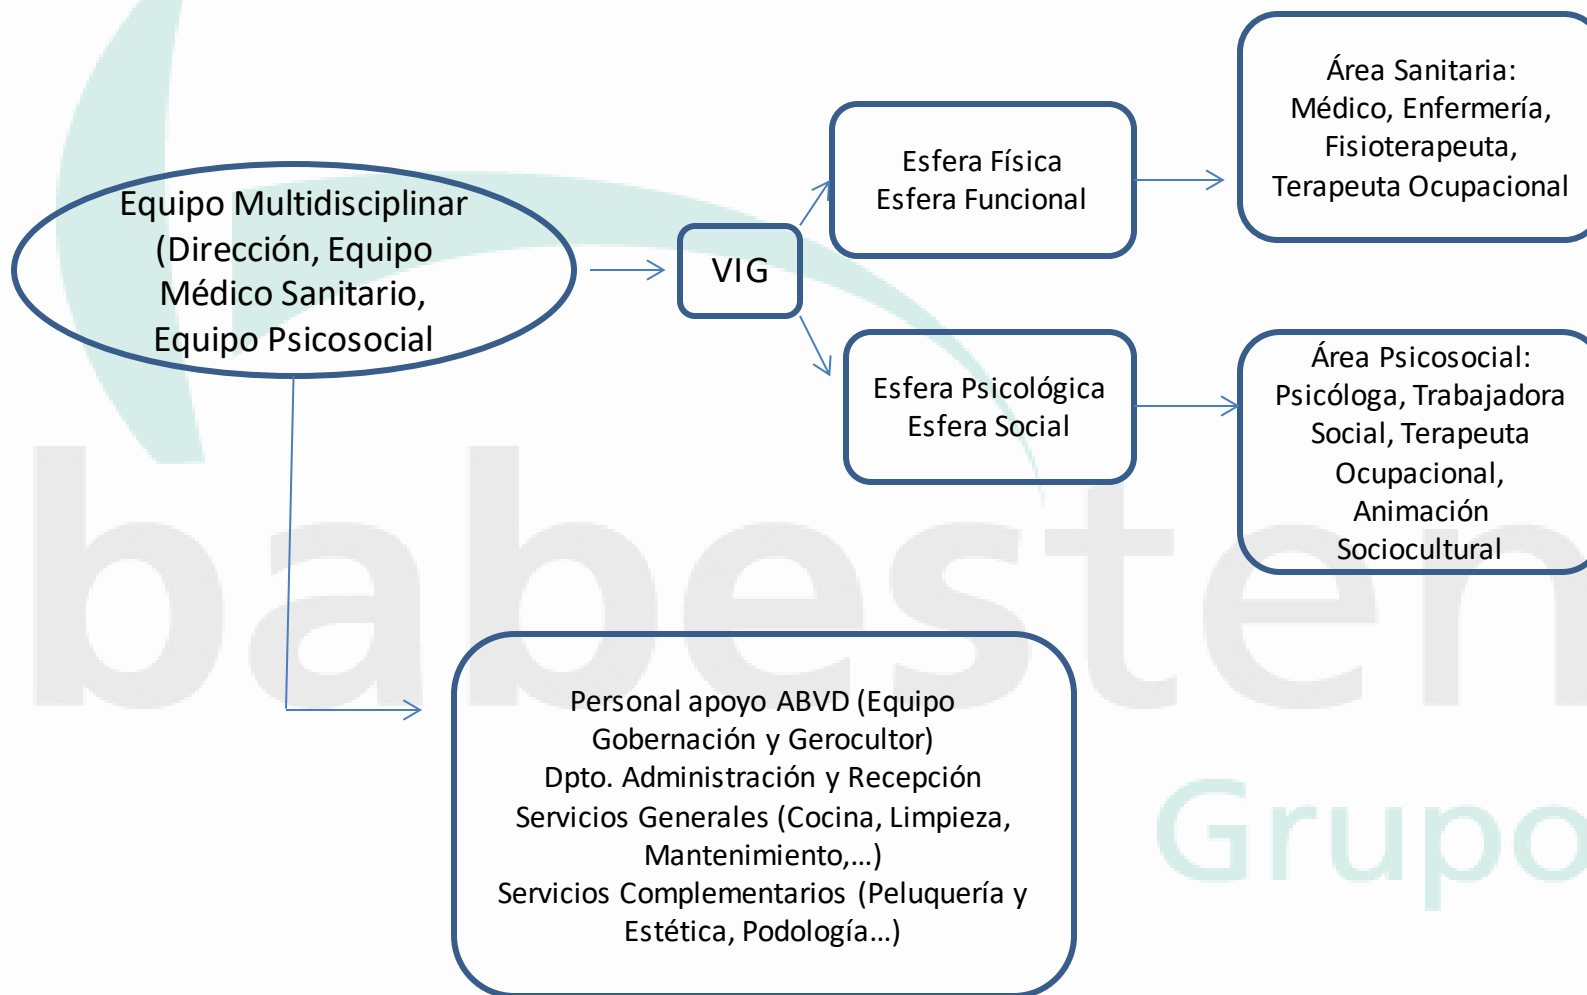 Equipo Multidisciplinar
(Dirección, Equipo
Médico Sanitario,
Equipo Psicosocial
VIG
Esfera Física
Esfera Funcional
Área Sanitaria:
Médico, Enfermería,
Fisioterapeuta,
Terapeuta Ocupacional
Esfera Psicológica
Esfera Social
Área Psicosocial:
Psicóloga, Trabajadora
Social, Terapeuta
Ocupacional,
Animación
Sociocultural
Personal apoyo ABVD (Equipo
Gobernación y Gerocultor)
Dpto. Administración y Recepción
Servicios Generales (Cocina, Limpieza,
Mantenimiento,...)
Servicios Complementarios (Peluquería y
Estética, Podología...)
babesten
Grupo